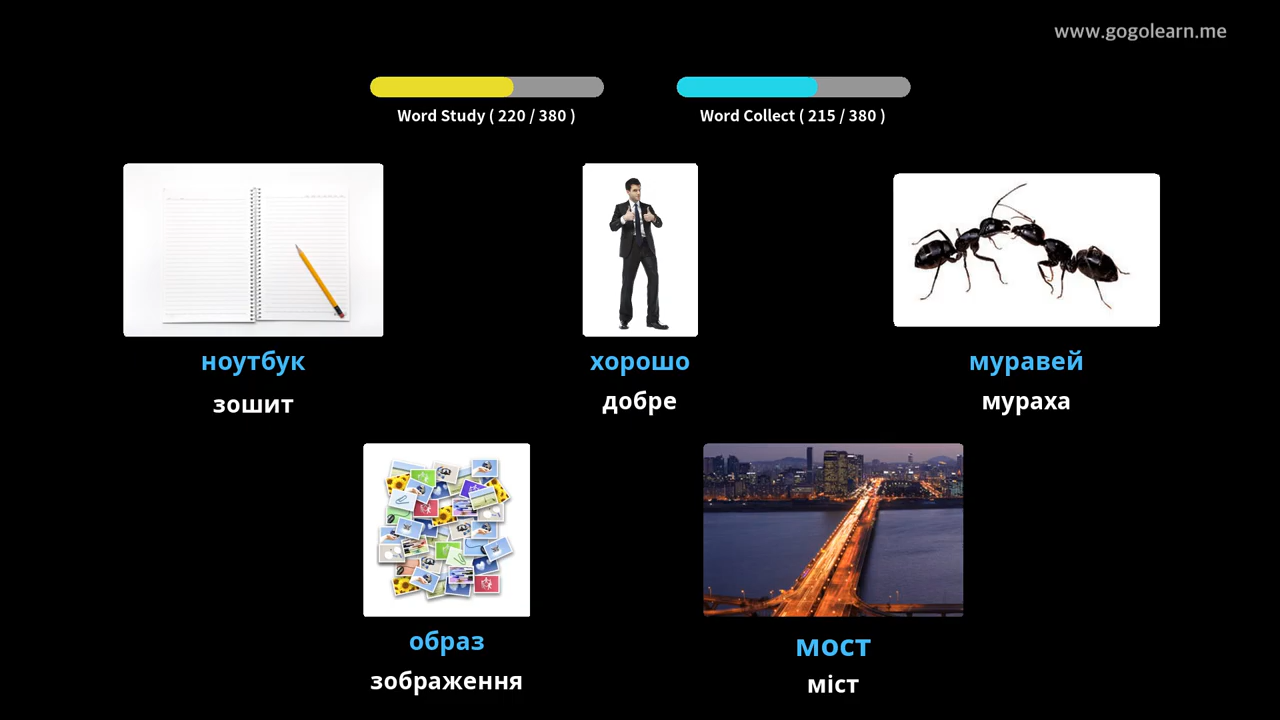 www.gogolearn.me
Word Study ( 220 / 380 )
Word Collect ( 215 / 380 )
ноутбук
зошит
хорошо
добре
муравей
мураха
образ
зображення
мост
міст